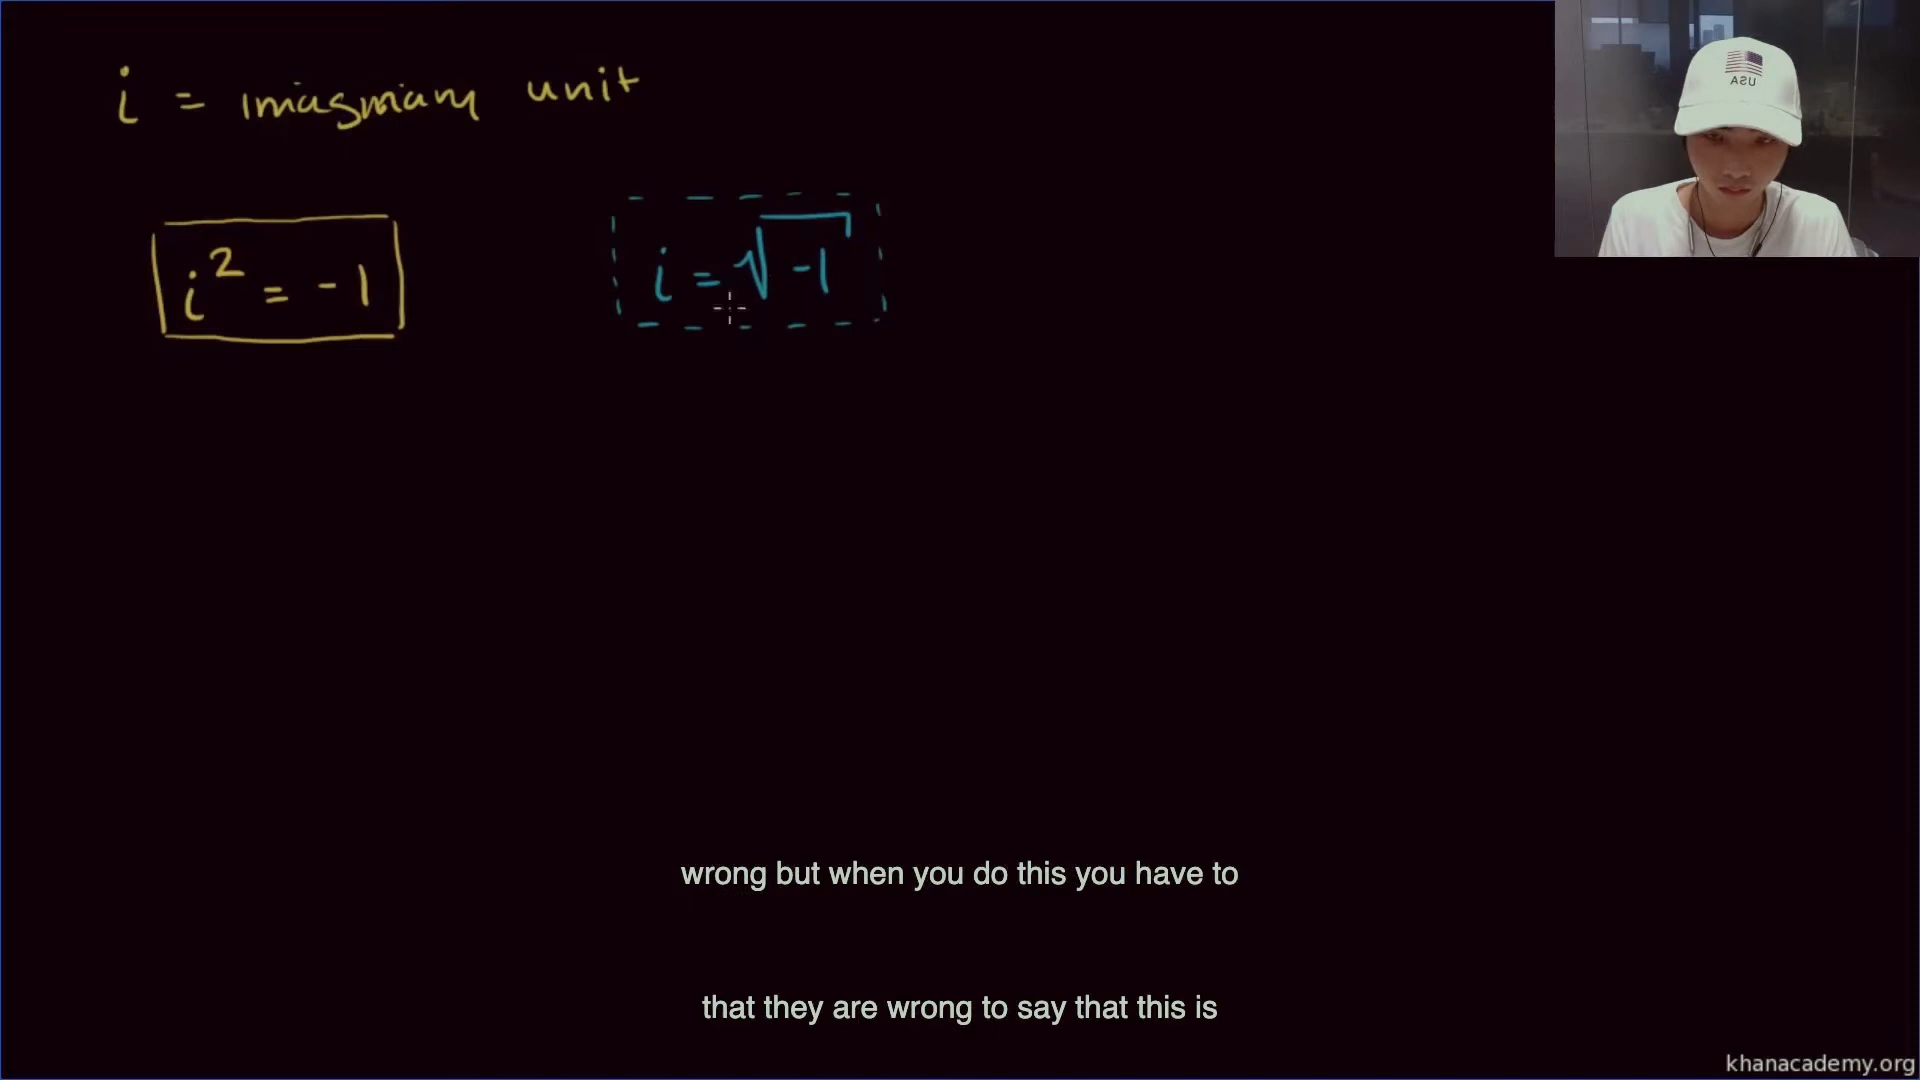 i = imaginary unit
i² = -1
i = √-1
USA
wrong but when you do this you have to
that they are wrong to say that this is
khanacademy.org